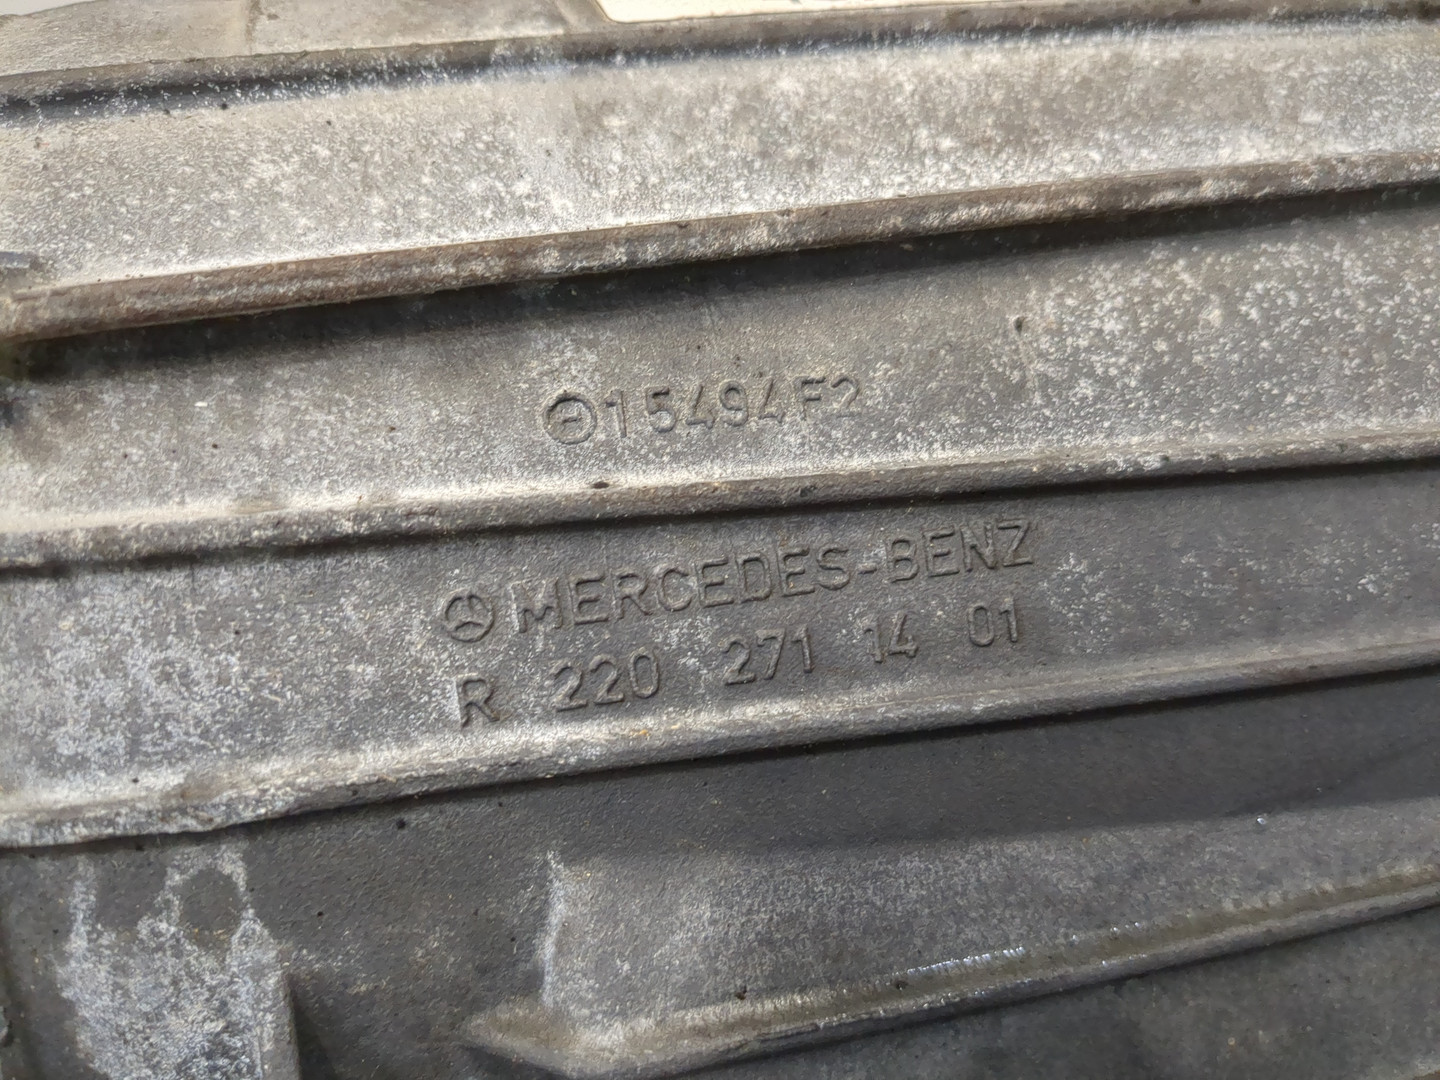 15494F2
MERCEDES-BENZ
R 220 271 14 01